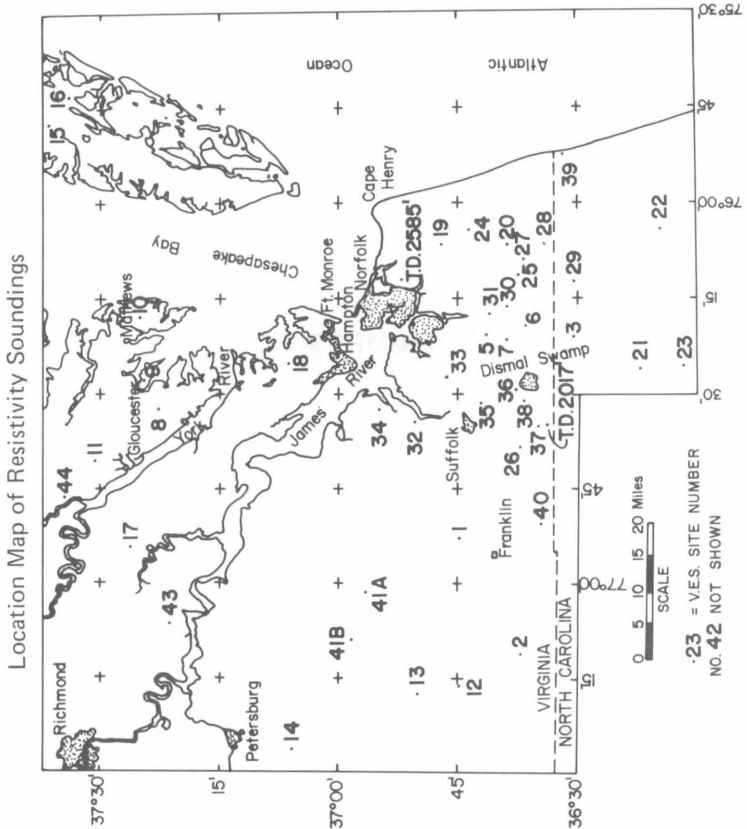 Location Map of Resistivity Soundings
Richmond
Petersburg
44
11
17
43
Gloucester
8
9
Mathews
10
15
16
York
River
James
River
18
Chesapeake
Bay
Ft. Monroe
Hampton
Norfolk
Cape
Henry
Ocean
Atlantic
T.D. 2585'
14
41B
41A
13
12
2
1
34
32
Suffolk
33
4
19
24
20
27
28
25
30
31
29
5
7
6
3
35
36
38
37
26
40
Franklin
Dismal Swamp
T.D. 2017'
39
22
21
23
VIRGINIA
NORTH CAROLINA
37°30'
15'
37°00'
45'
36°30'
15'
77°00'
45'
30'
15'
76°00'
45'
75°30'
0 5 10 15 20 Miles
SCALE
.23 = V.E.S. SITE NUMBER
NO. 42 NOT SHOWN